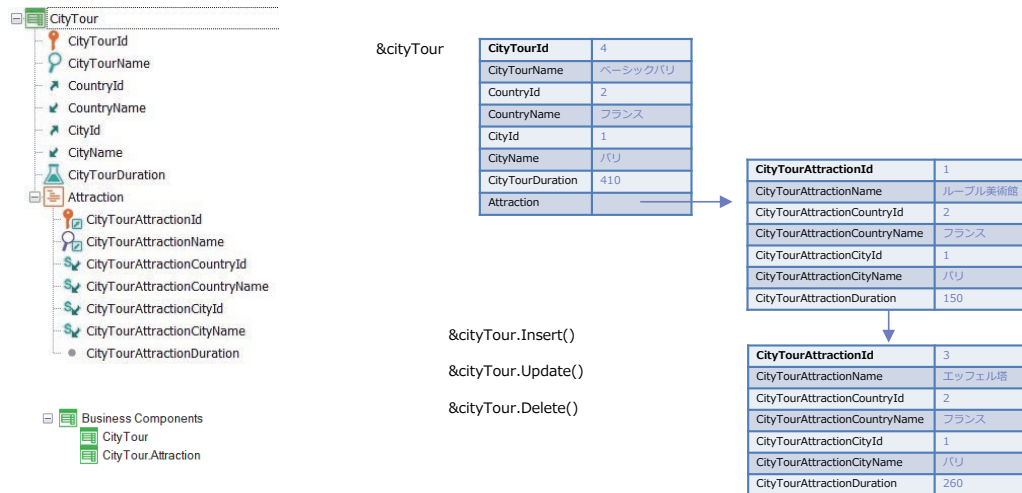 CityTour
CityTourId
CityTourName
CountryId
CountryName
CityId
CityName
CityTourDuration
Attraction
CityTourAttractionId
CityTourAttractionName
CityTourAttractionCountryId
CityTourAttractionCountryName
CityTourAttractionCityId
CityTourAttractionCityName
CityTourAttractionDuration
Business Components
CityTour
CityTour.Attraction
&cityTour
CityTourId 4
CityTourName ベーシックパリ
CountryId 2
CountryName フランス
CityId 1
CityName パリ
CityTourDuration 410
Attraction
&cityTour.Insert()
&cityTour.Update()
&cityTour.Delete()
CityTourAttractionId 1
CityTourAttractionName ルーブル美術館
CityTourAttractionCountryId 2
CityTourAttractionCountryName フランス
CityTourAttractionCityId 1
CityTourAttractionCityName パリ
CityTourAttractionDuration 150
CityTourAttractionId 3
CityTourAttractionName エッフェル塔
CityTourAttractionCountryId 2
CityTourAttractionCountryName フランス
CityTourAttractionCityId 1
CityTourAttractionCityName パリ
CityTourAttractionDuration 260